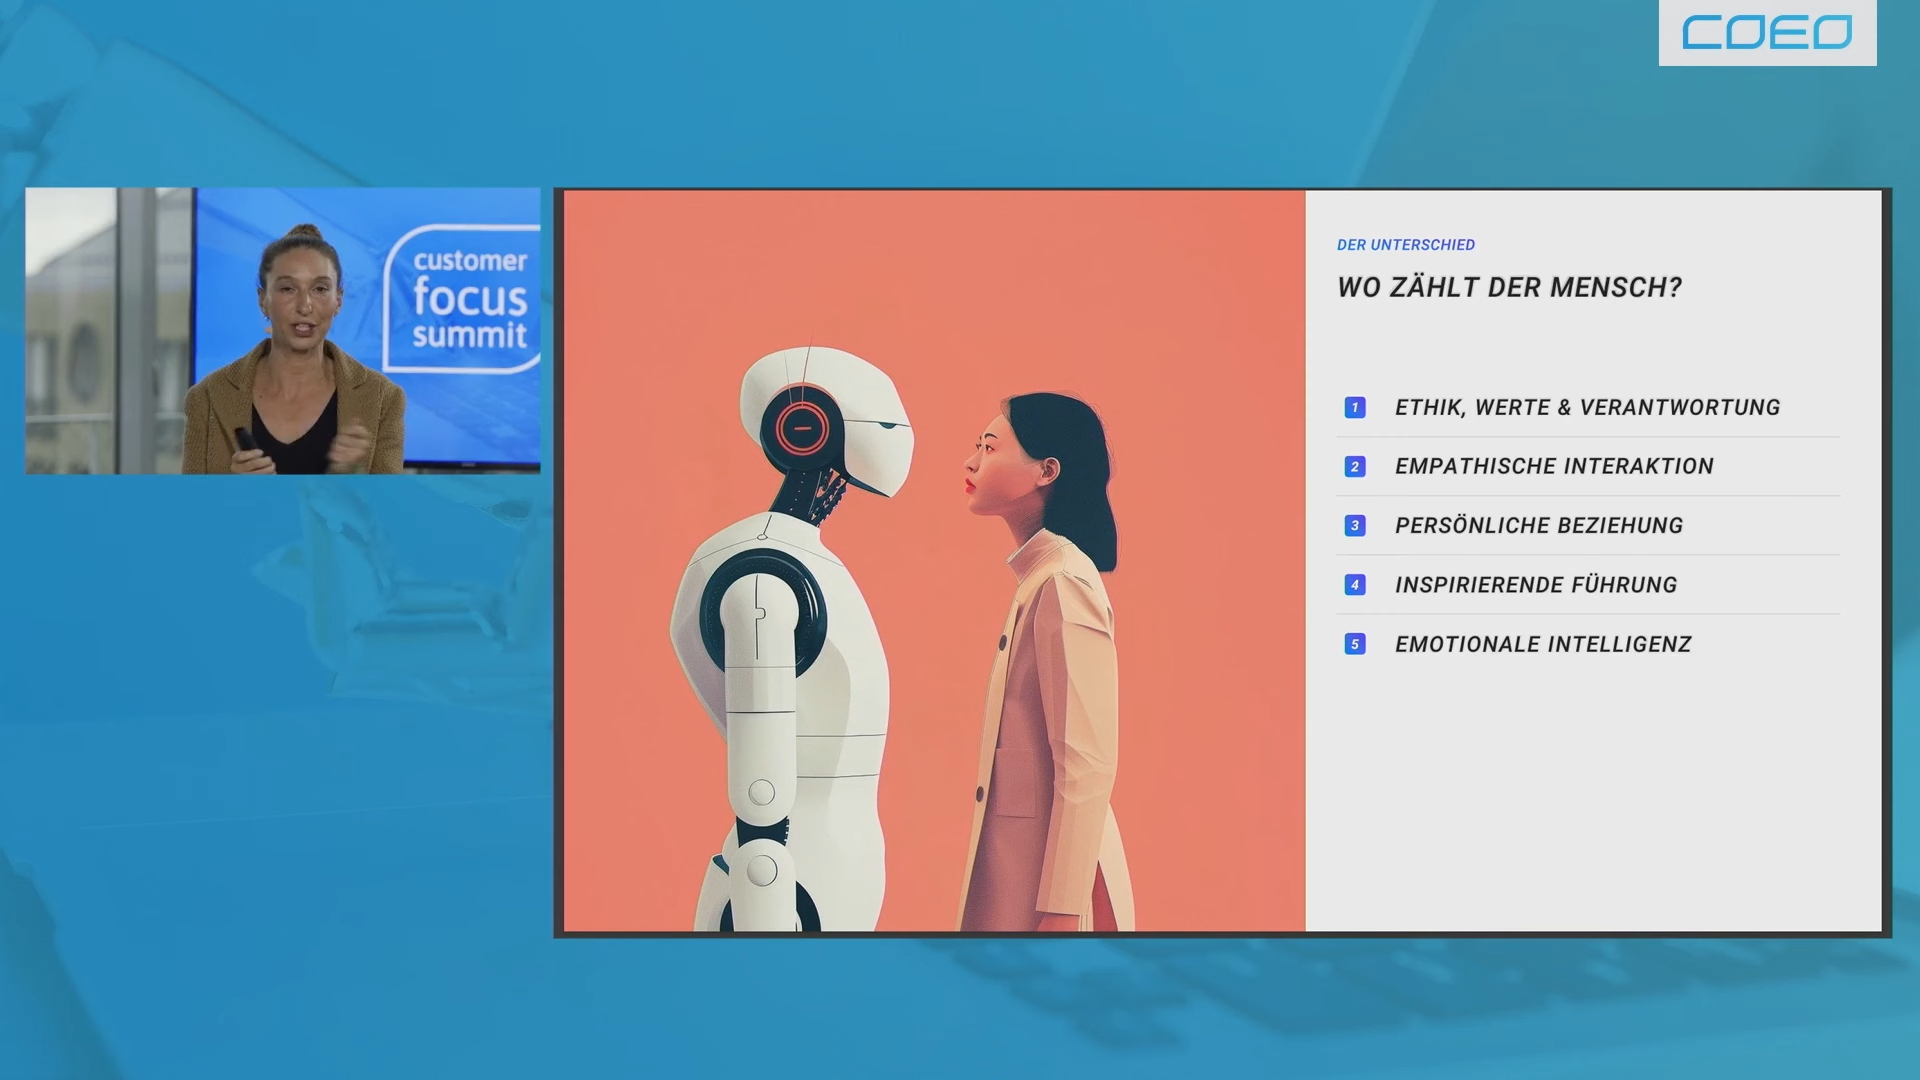 COEO
customer
focus
summit
DER UNTERSCHIED
WO ZÄHLT DER MENSCH?
1 ETHIK, WERTE & VERANTWORTUNG
2 EMPATHISCHE INTERAKTION
3 PERSÖNLICHE BEZIEHUNG
4 INSPIRIERENDE FÜHRUNG
5 EMOTIONALE INTELLIGENZ